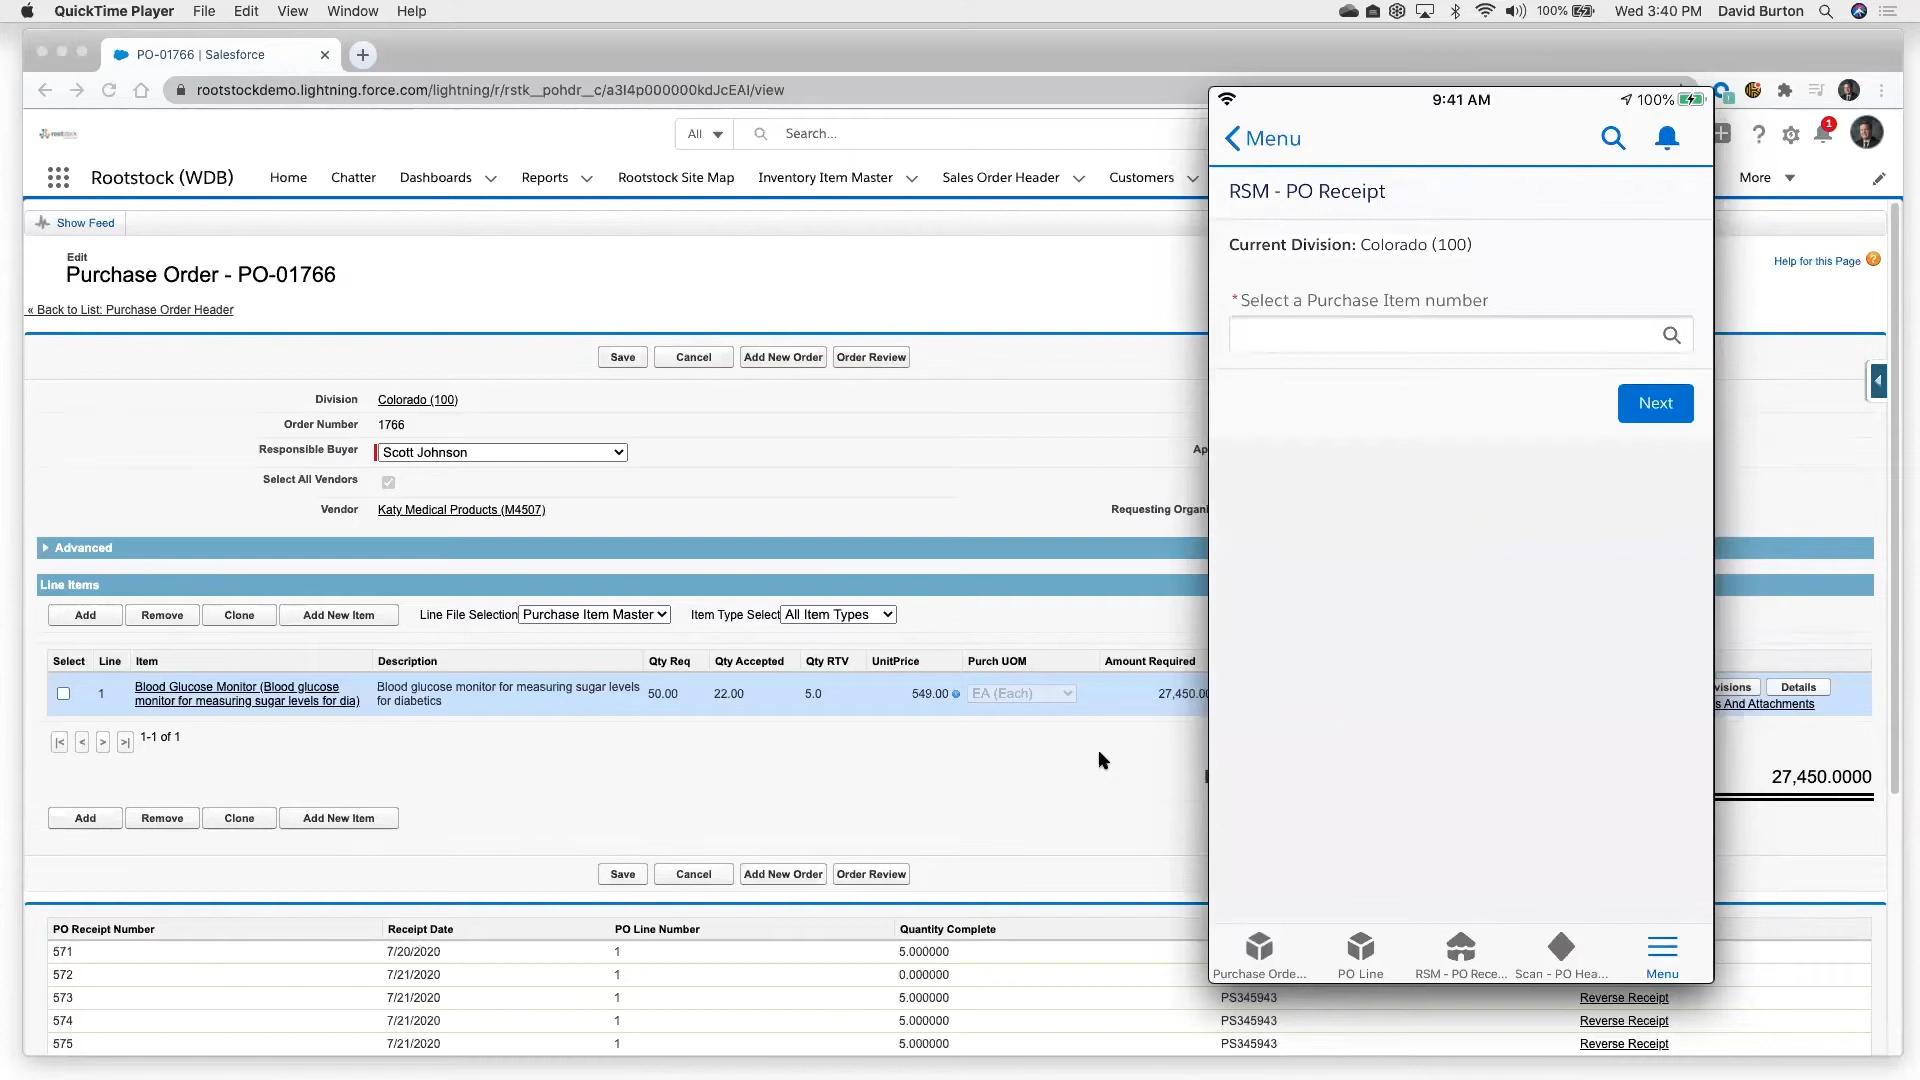 QuickTime Player File Edit View Window Help 100% Wed 3:40 PM David Burton
PO-01766 | Salesforce
rootstockdemo.lightning.force.com/lightning/r/rstk__pohdr__c/a3l4p000000kdJcEAI/view
rootstock All Search... 1
Rootstock (WDB) Home Chatter Dashboards Reports Rootstock Site Map Inventory Item Master Sales Order Header Customers More
Show Feed
Edit
Purchase Order - PO-01766
Help for this Page
« Back to List: Purchase Order Header
Save Cancel Add New Order Order Review
Division Colorado (100)
Order Number 1766
Responsible Buyer Scott Johnson
Select All Vendors
Vendor Katy Medical Products (M4507)
Advanced
Line Items
Add Remove Clone Add New Item Line File Selection Purchase Item Master Item Type Select All Item Types
Select Line Item Description Qty Req Qty Accepted Qty RTV UnitPrice Purch UOM Amount Required
1 Blood Glucose Monitor (Blood glucose monitor for measuring sugar levels for dia) Blood glucose monitor for measuring sugar levels for diabetics 50.00 22.00 5.0 549.00 EA (Each) 27,450.0 Details
s And Attachments
|< < > >| 1-1 of 1
27,450.0000
Add Remove Clone Add New Item
Save Cancel Add New Order Order Review
PO Receipt Number Receipt Date PO Line Number Quantity Complete
571 7/20/2020 1 5.000000
572 7/21/2020 1 0.000000
573 7/21/2020 1 5.000000 PS345943 Reverse Receipt
574 7/21/2020 1 5.000000 PS345943 Reverse Receipt
575 7/21/2020 1 5.000000 PS345943 Reverse Receipt
9:41 AM 100%
Menu
RSM - PO Receipt
Current Division: Colorado (100)
* Select a Purchase Item number
Next
Purchase Orde... PO Line RSM - PO Rece... Scan - PO Hea... Menu